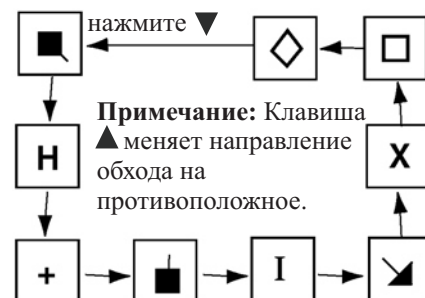 нажмите ▼
Примечание: Клавиша
▲ меняет направление
обхода на
противоположное.
H
X
+
I